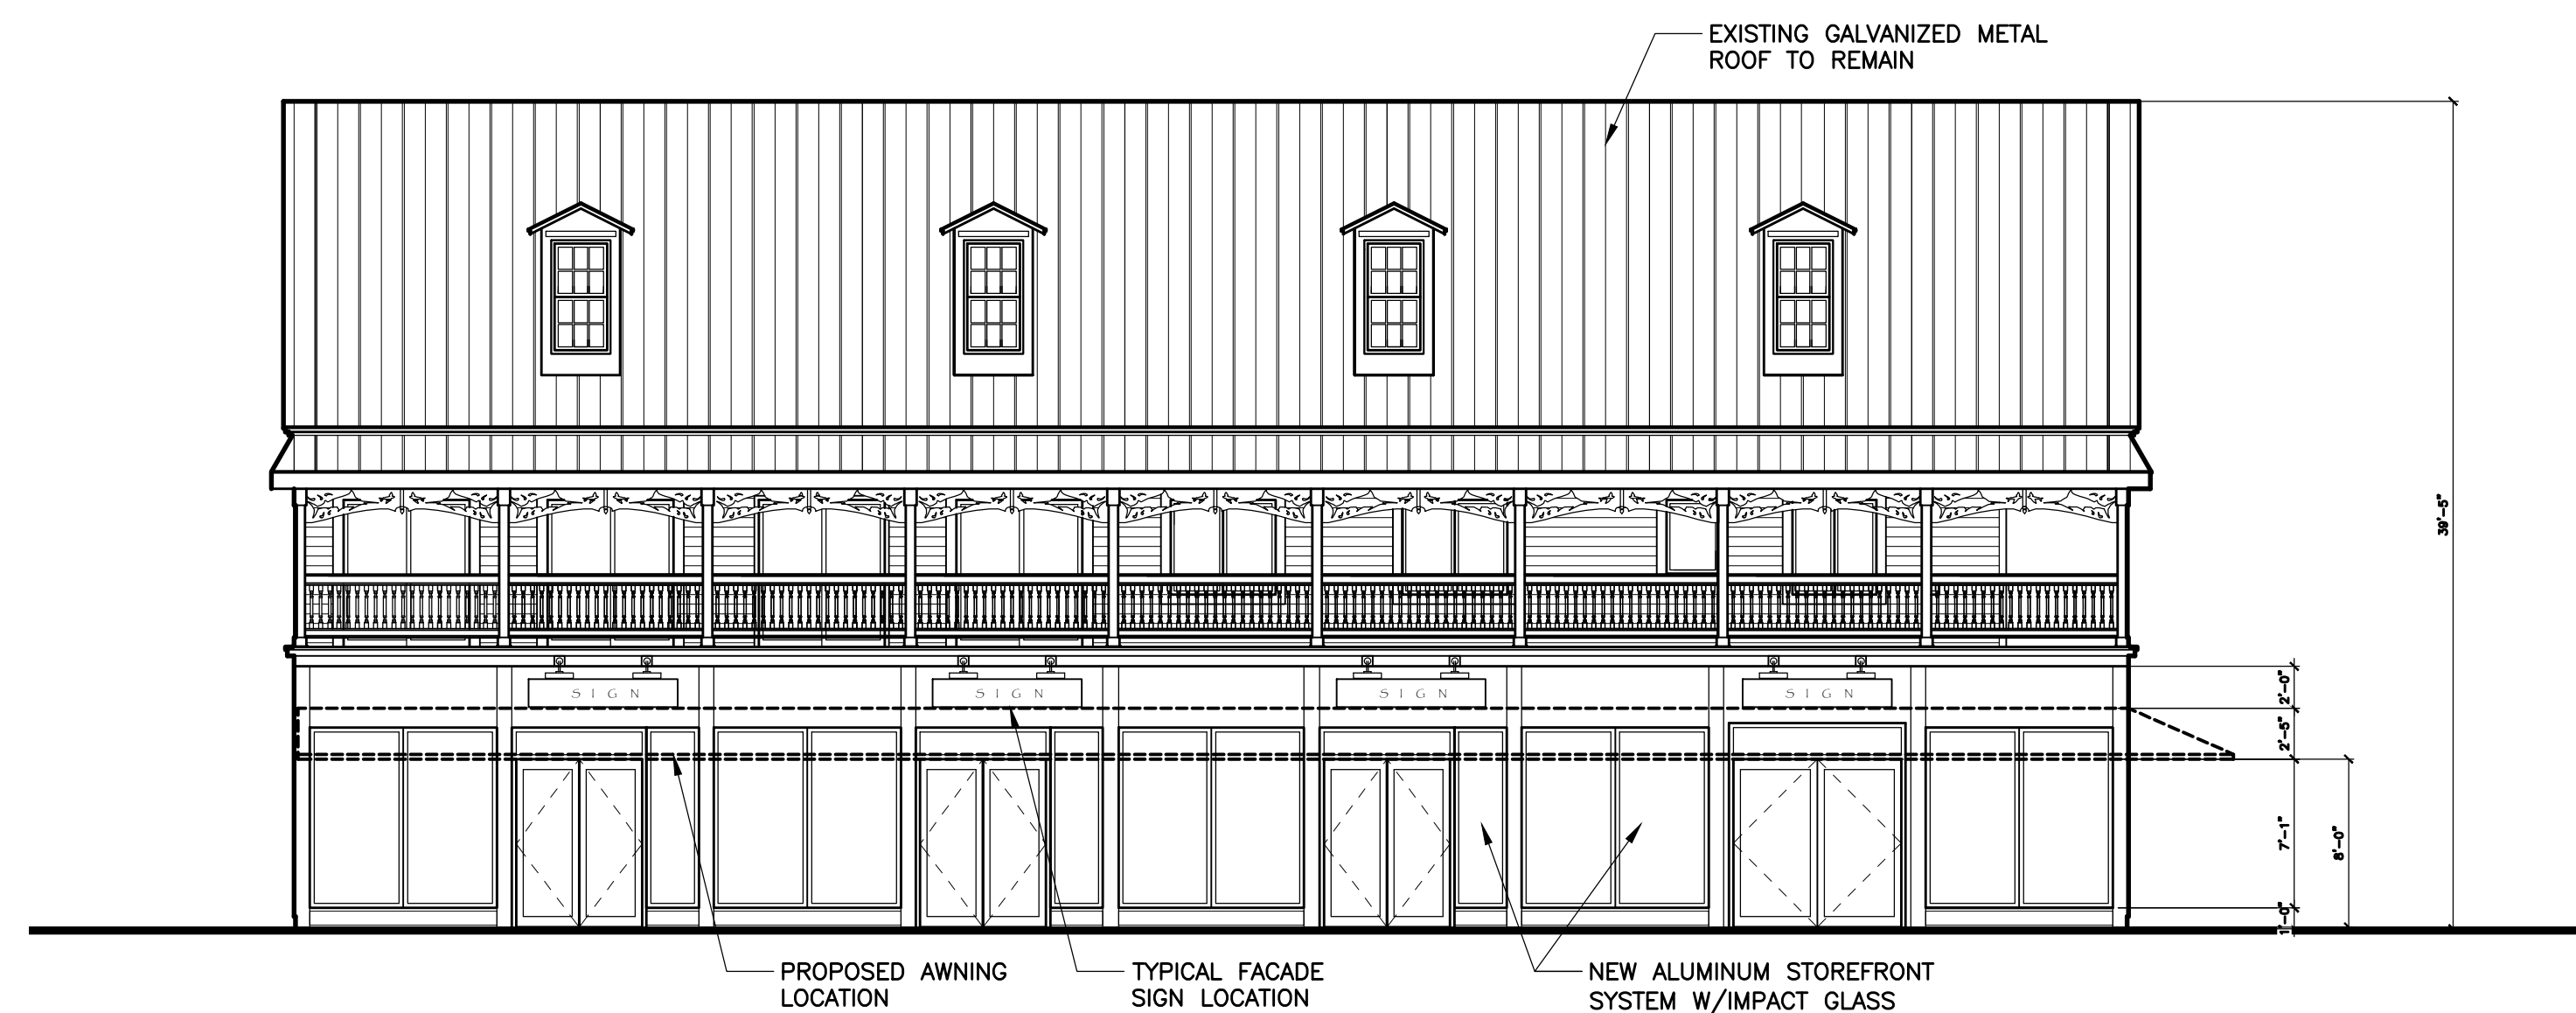 EXISTING GALVANIZED METAL
ROOF TO REMAIN
39'-5"
SIGN
SIGN
SIGN
SIGN
2'-0"
2'-5"
7'-1"
8'-0"
1'-0"
PROPOSED AWNING
LOCATION
TYPICAL FACADE
SIGN LOCATION
NEW ALUMINUM STOREFRONT
SYSTEM W/IMPACT GLASS